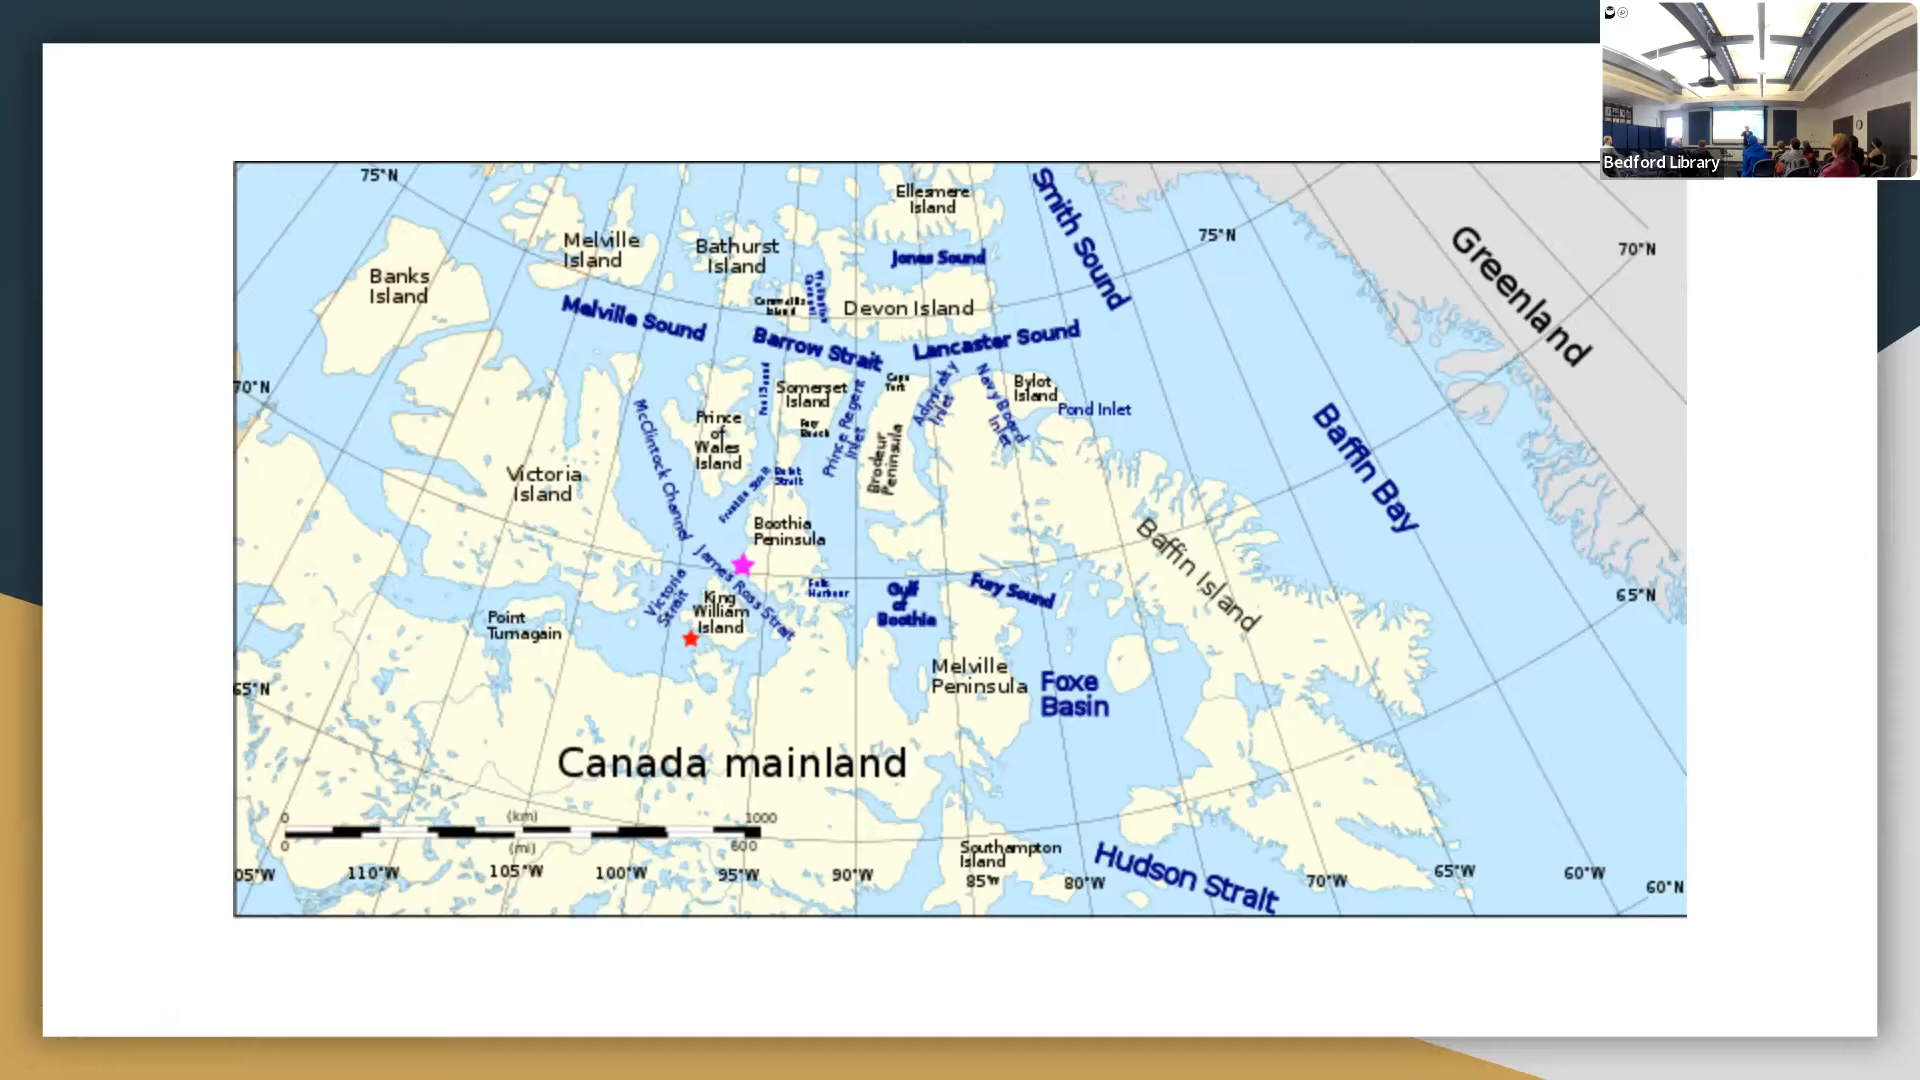 Bedford Library
75°N
Ellesmere
Island
Smith Sound
75°N
Greenland
70°N
Melville
Island
Bathurst
Island
Jones Sound
Banks
Island
Devon Island
Melville Sound
Barrow Strait
Lancaster Sound
70°N
Somerset
Island
Bylot
Island
Pond Inlet
Admiralty
Inlet
Navy Board
Inlet
Prince
of
Wales
Island
Prince Regent
Inlet
Brodeur
Peninsula
McClintock Channel
Baffin Bay
Victoria
Island
Boothia
Peninsula
Baffin Island
James Ross Strait
Victoria
Strait
King
William
Island
Gulf
of
Boothia
Fury Sound
65°N
Point
Turnagain
Melville
Peninsula
Foxe
Basin
65°N
Canada mainland
0 (km) 1000
0 (mi) 600
Southampton
Island
Hudson Strait
05°W 110°W 105°W 100°W 95°W 90°W 85°W 80°W 70°W 65°W 60°W 60°N